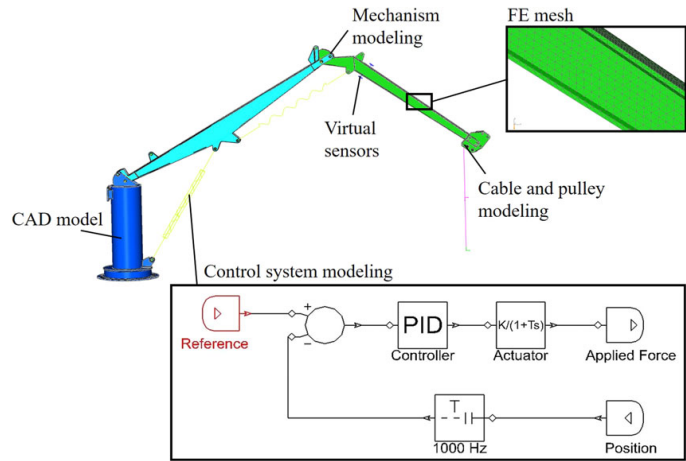 Mechanism
modeling
FE mesh
Virtual
sensors
Cable and pulley
modeling
CAD model
Control system modeling
+
−
PID
K/(1+Ts)
Reference
Controller
Actuator
Applied Force
T
1000 Hz
Position